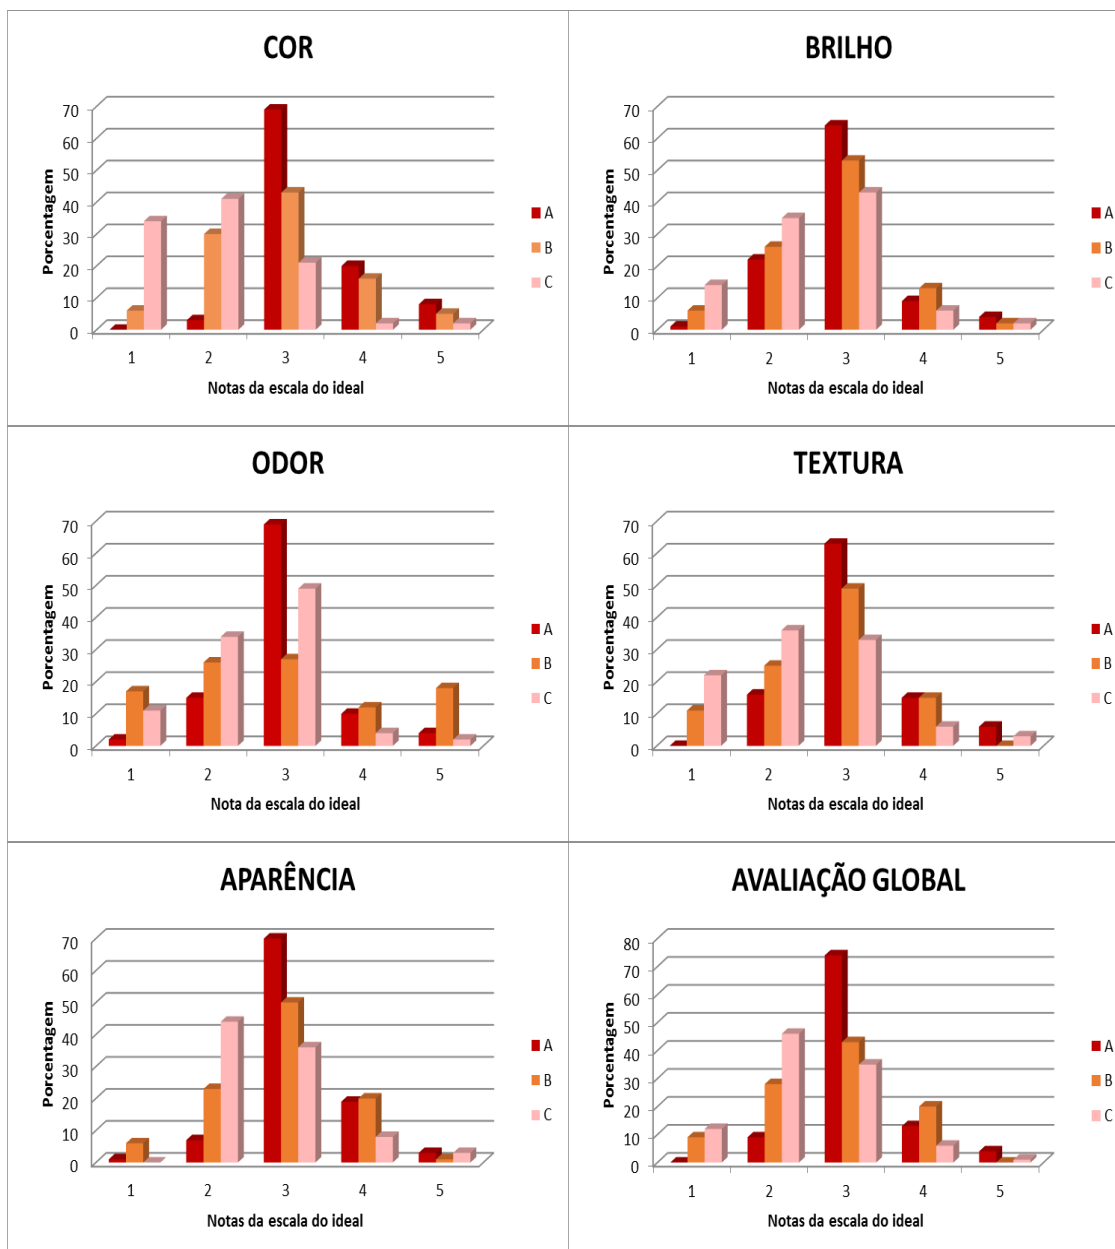 COR
70
60
50
40
30
20
10
0
Porcentagem
1 2 3 4 5
Notas da escala do ideal
A
B
C
BRILHO
70
60
50
40
30
20
10
0
Porcentagem
1 2 3 4 5
Notas da escala do ideal
A
B
C
ODOR
70
60
50
40
30
20
10
0
Porcentagem
1 2 3 4 5
Nota da escala do ideal
A
B
C
TEXTURA
70
60
50
40
30
20
10
0
Porcentagem
1 2 3 4 5
Notas da escala do ideal
A
B
C
APARÊNCIA
70
60
50
40
30
20
10
0
Porcentagem
1 2 3 4 5
Notas da escala do ideal
A
B
C
AVALIAÇÃO GLOBAL
80
70
60
50
40
30
20
10
0
Porcentagem
1 2 3 4 5
Notas da escala do ideal
A
B
C